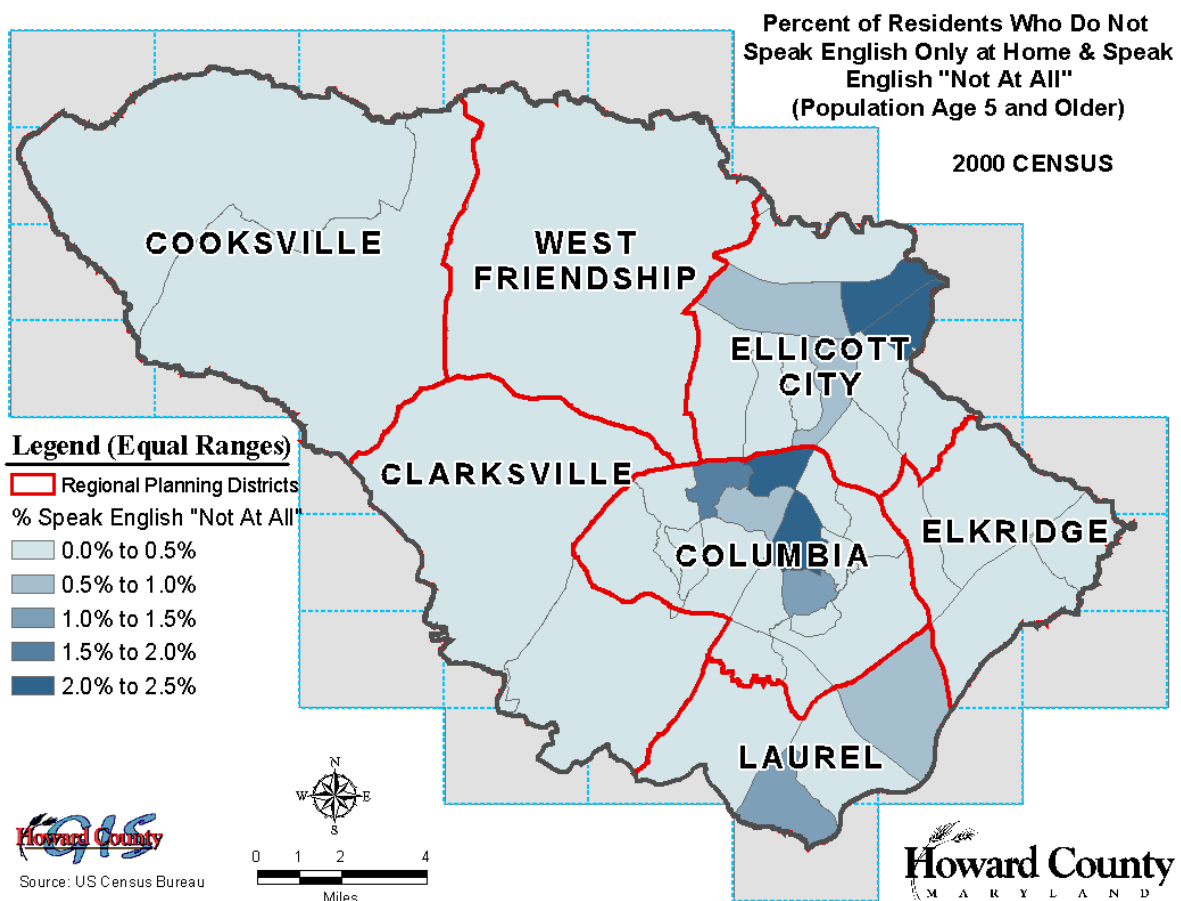 Percent of Residents Who Do Not
Speak English Only at Home & Speak
English "Not At All"
(Population Age 5 and Older)
2000 CENSUS
COOKSVILLE
WEST
FRIENDSHIP
ELLICOTT
CITY
CLARKSVILLE
COLUMBIA
ELKRIDGE
LAUREL
Legend (Equal Ranges)
Regional Planning Districts
% Speak English "Not At All"
0.0% to 0.5%
0.5% to 1.0%
1.0% to 1.5%
1.5% to 2.0%
2.0% to 2.5%
N
W E
S
Howard County
GIS
Source: US Census Bureau
0 1 2 4
Miles
Howard County
MARYLAND